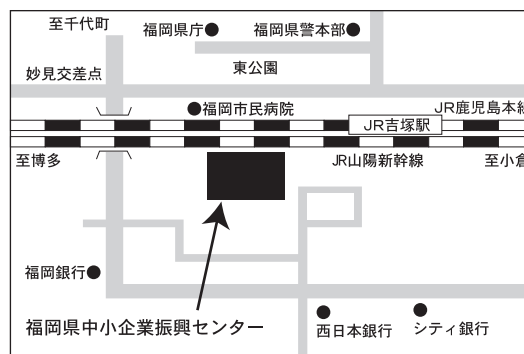 至千代町
福岡県庁
福岡県警本部
妙見交差点
東公園
福岡市民病院
JR鹿児島本線
JR吉塚駅
至博多
JR山陽新幹線
至小倉
福岡銀行
福岡県中小企業振興センター
西日本銀行
シティ銀行